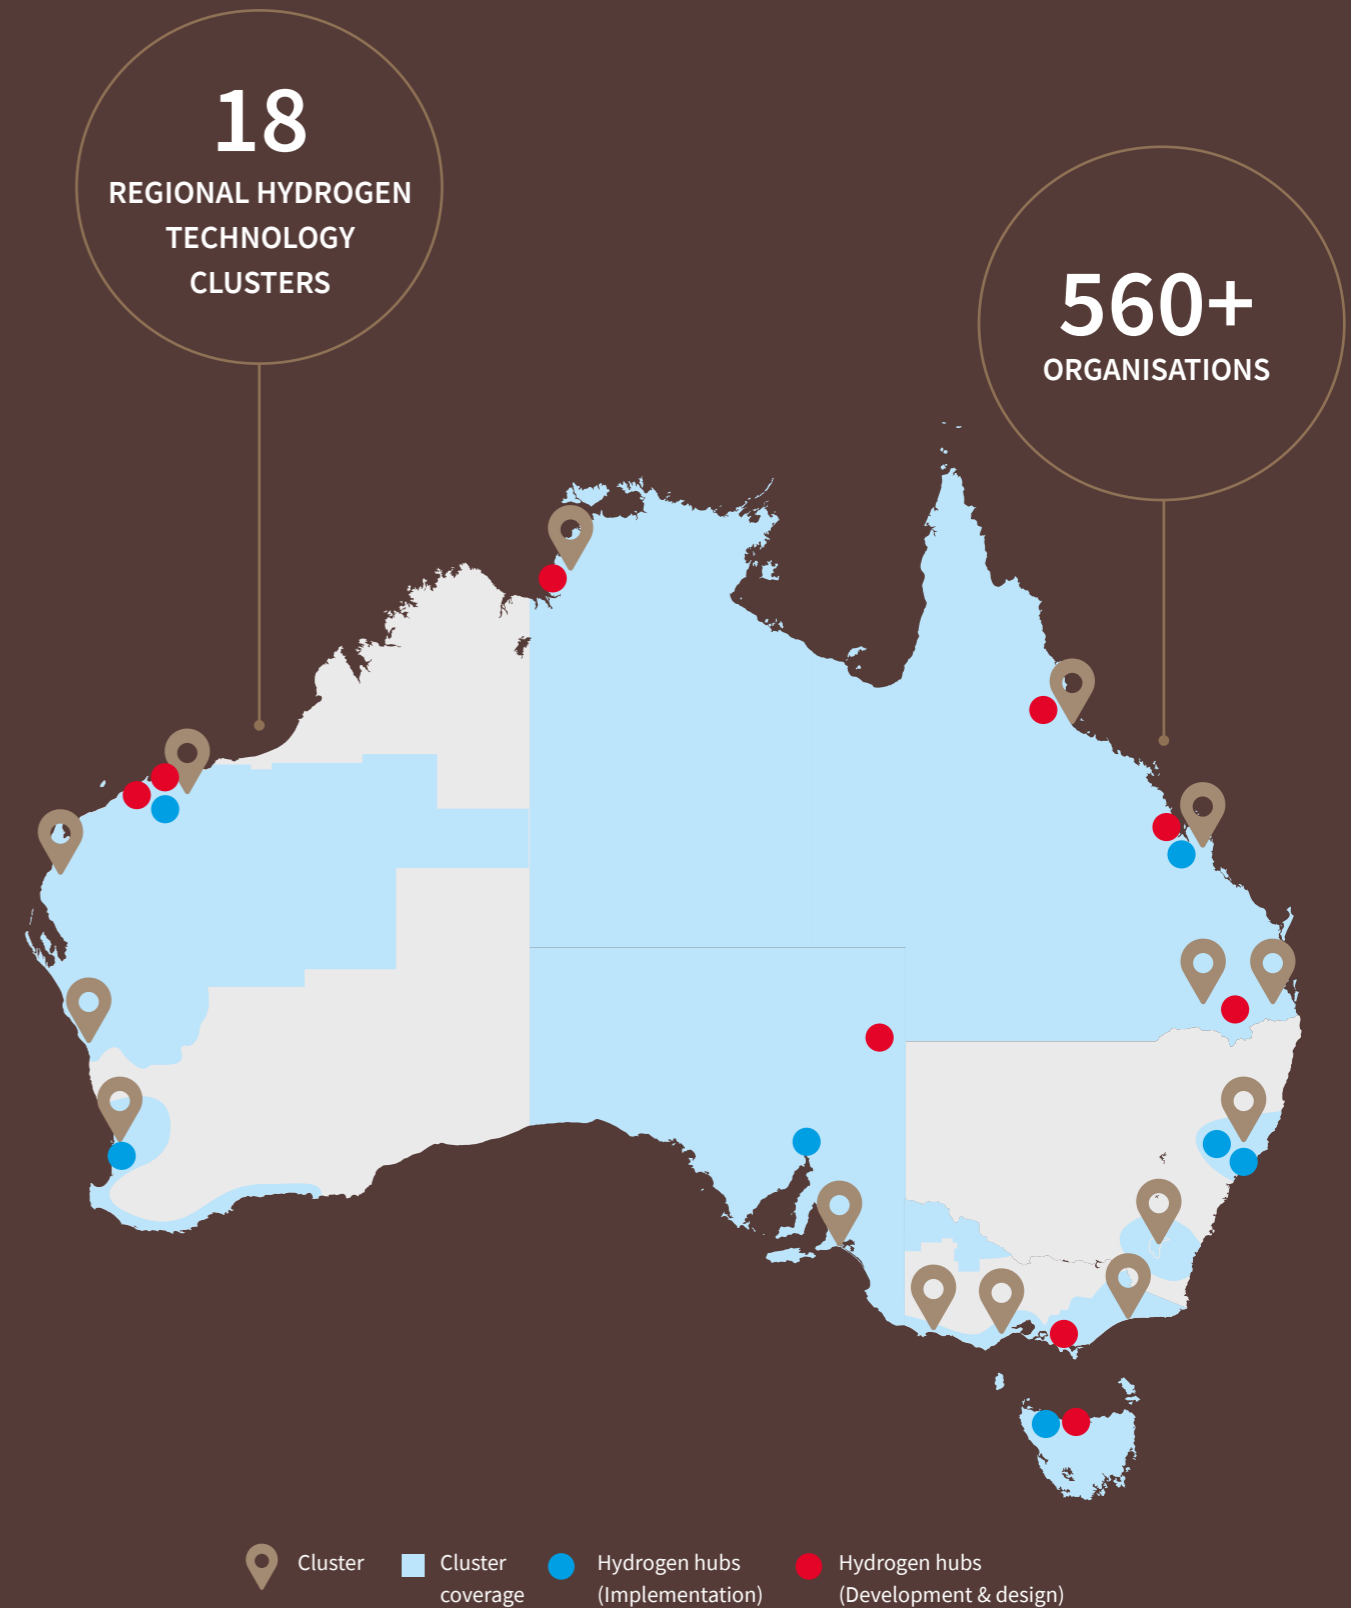 18
REGIONAL HYDROGEN
TECHNOLOGY
CLUSTERS
560+
ORGANISATIONS
Cluster
Cluster
coverage
Hydrogen hubs
(Implementation)
Hydrogen hubs
(Development & design)